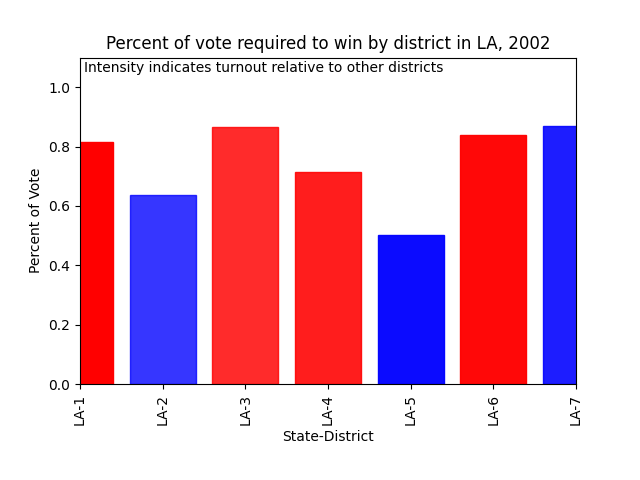 Percent of vote required to win by district in LA, 2002
Intensity indicates turnout relative to other districts
1.0
0.8
0.6
0.4
0.2
0.0
Percent of Vote
LA-1
LA-2
LA-3
LA-4
LA-5
LA-6
LA-7
State-District